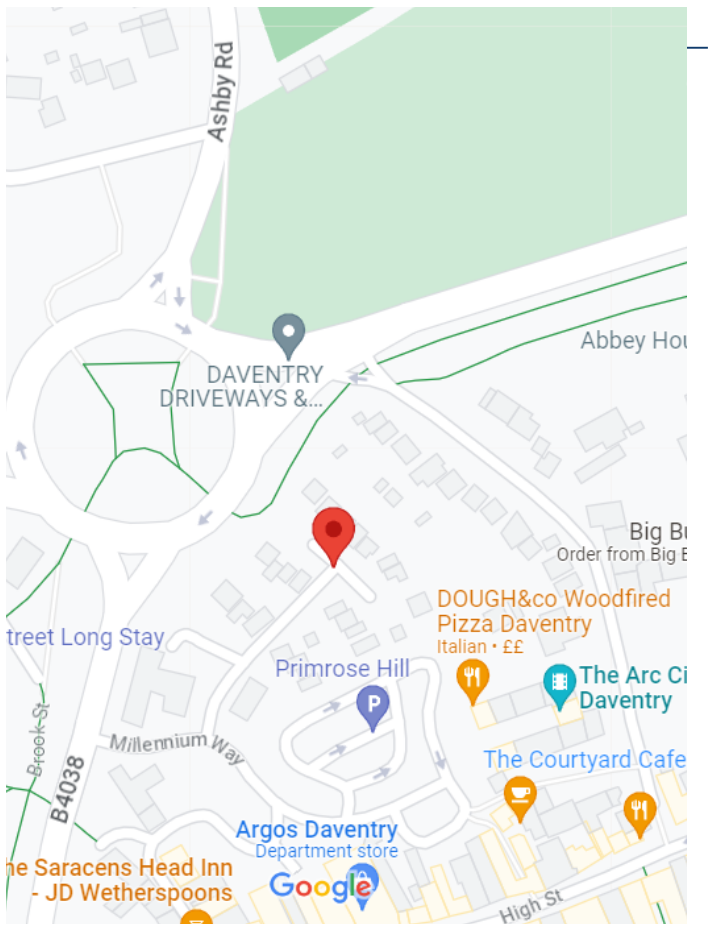 Ashby Rd
DAVENTRY
DRIVEWAYS &...
Abbey Hou
Big Bu
Order from Big B
DOUGH&co Woodfired
Pizza Daventry
Italian • ££
treet Long Stay
Primrose Hill
P
The Arc Ci
Daventry
Brook St
Millennium Way
B4038
The Courtyard Cafe
Argos Daventry
Department store
he Saracens Head Inn
- JD Wetherspoons
Google
High St